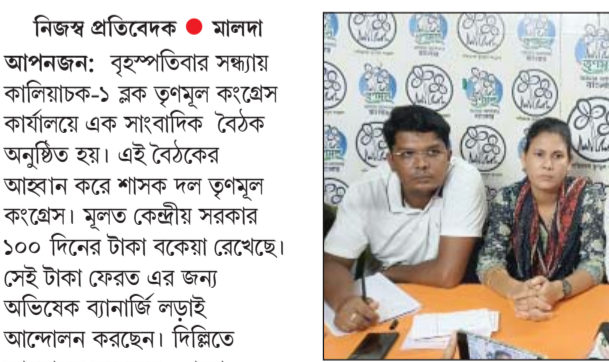 নিজস্ব প্রতিবেদক ● মালদা
আপনজন: বৃহস্পতিবার সন্ধ্যায়
কালিয়াচক-১ ব্লক তৃণমূল কংগ্রেস
কার্যালয়ে এক সাংবাদিক বৈঠক
অনুষ্ঠিত হয়। এই বৈঠকের
আহ্বান করে শাসক দল তৃণমূল
কংগ্রেস। মূলত কেন্দ্রীয় সরকার
১০০ দিনের টাকা বকেয়া রেখেছে।
সেই টাকা ফেরত এর জন্য
অভিষেক ব্যানার্জি লড়াই
আন্দোলন করছেন। দিল্লিতে